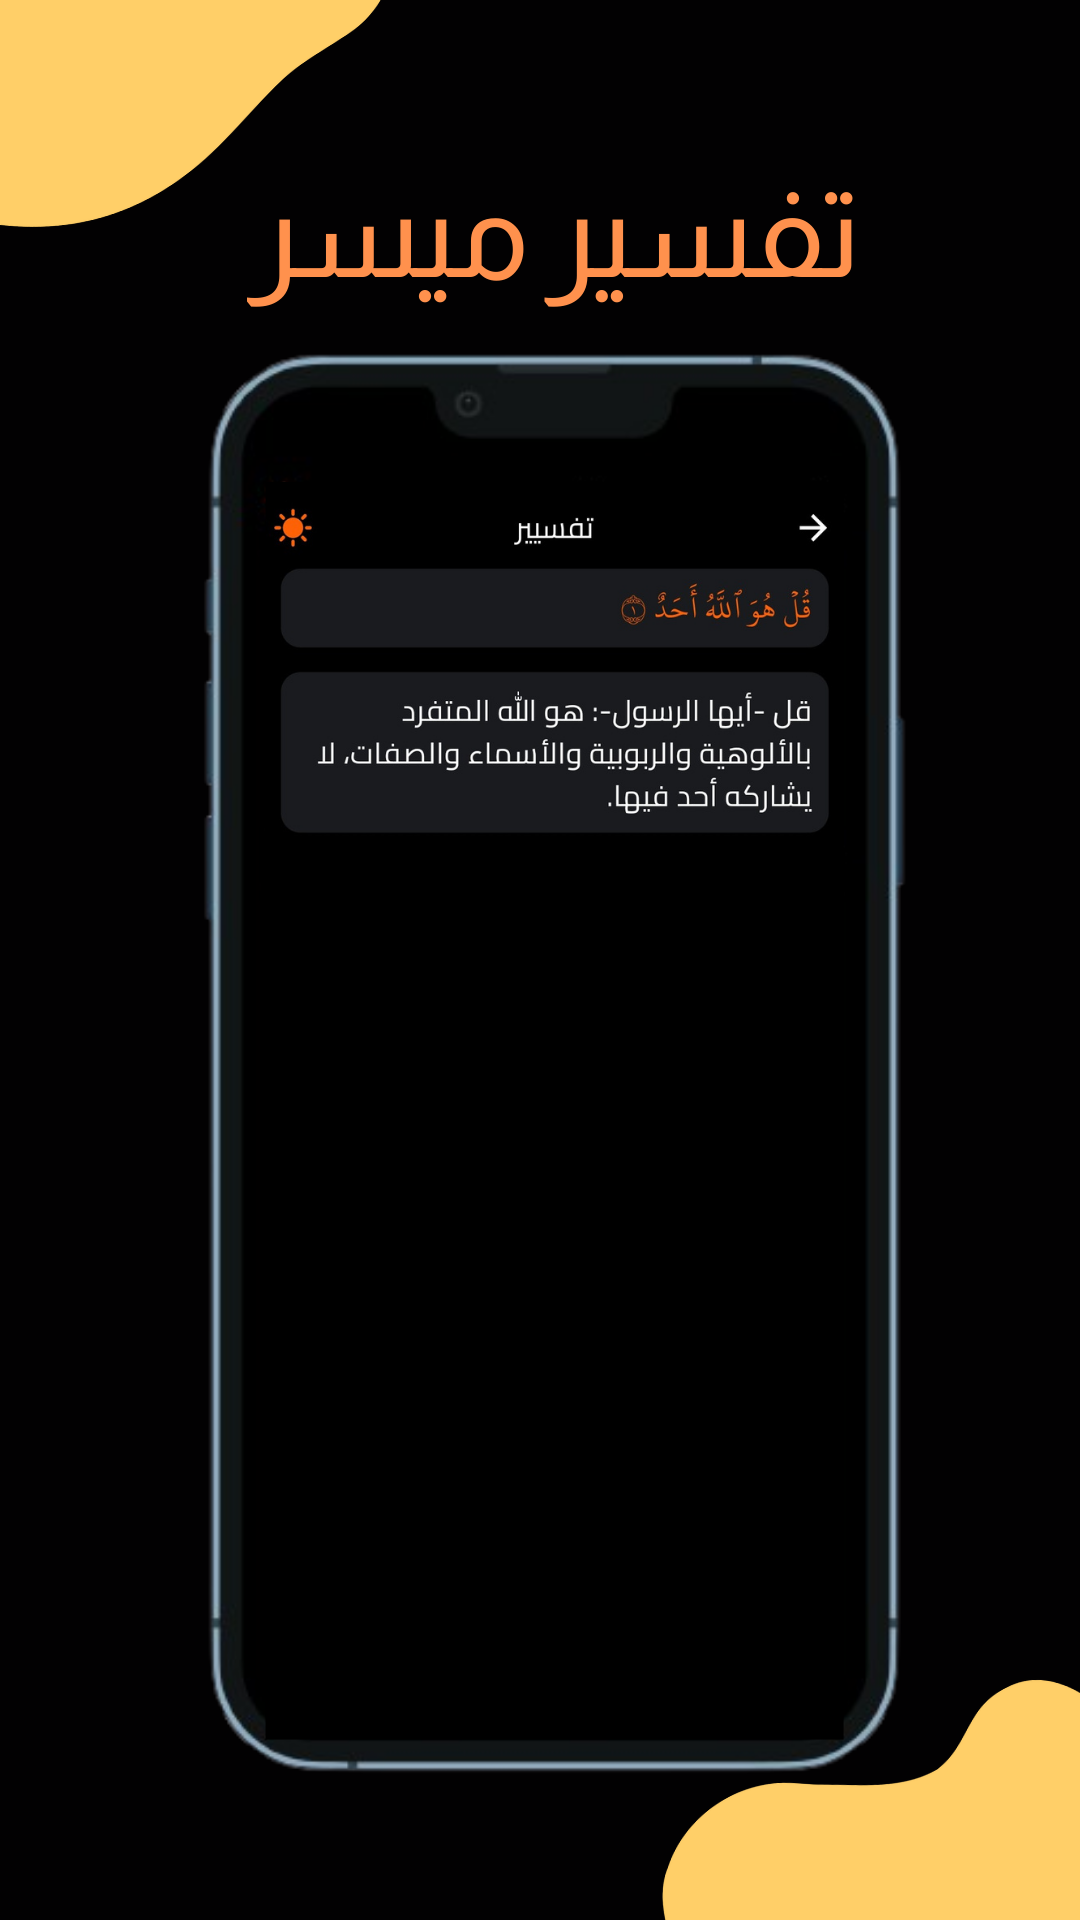 تفسير ميسر
تفسيير
قُلۡ هُوَ ٱللَّهُ أَحَدٌ ۝١
قل -أيها الرسول-: هو الله المتفرد
بالألوهية والربوبية والأسماء والصفات، لا
يشاركه أحد فيها.